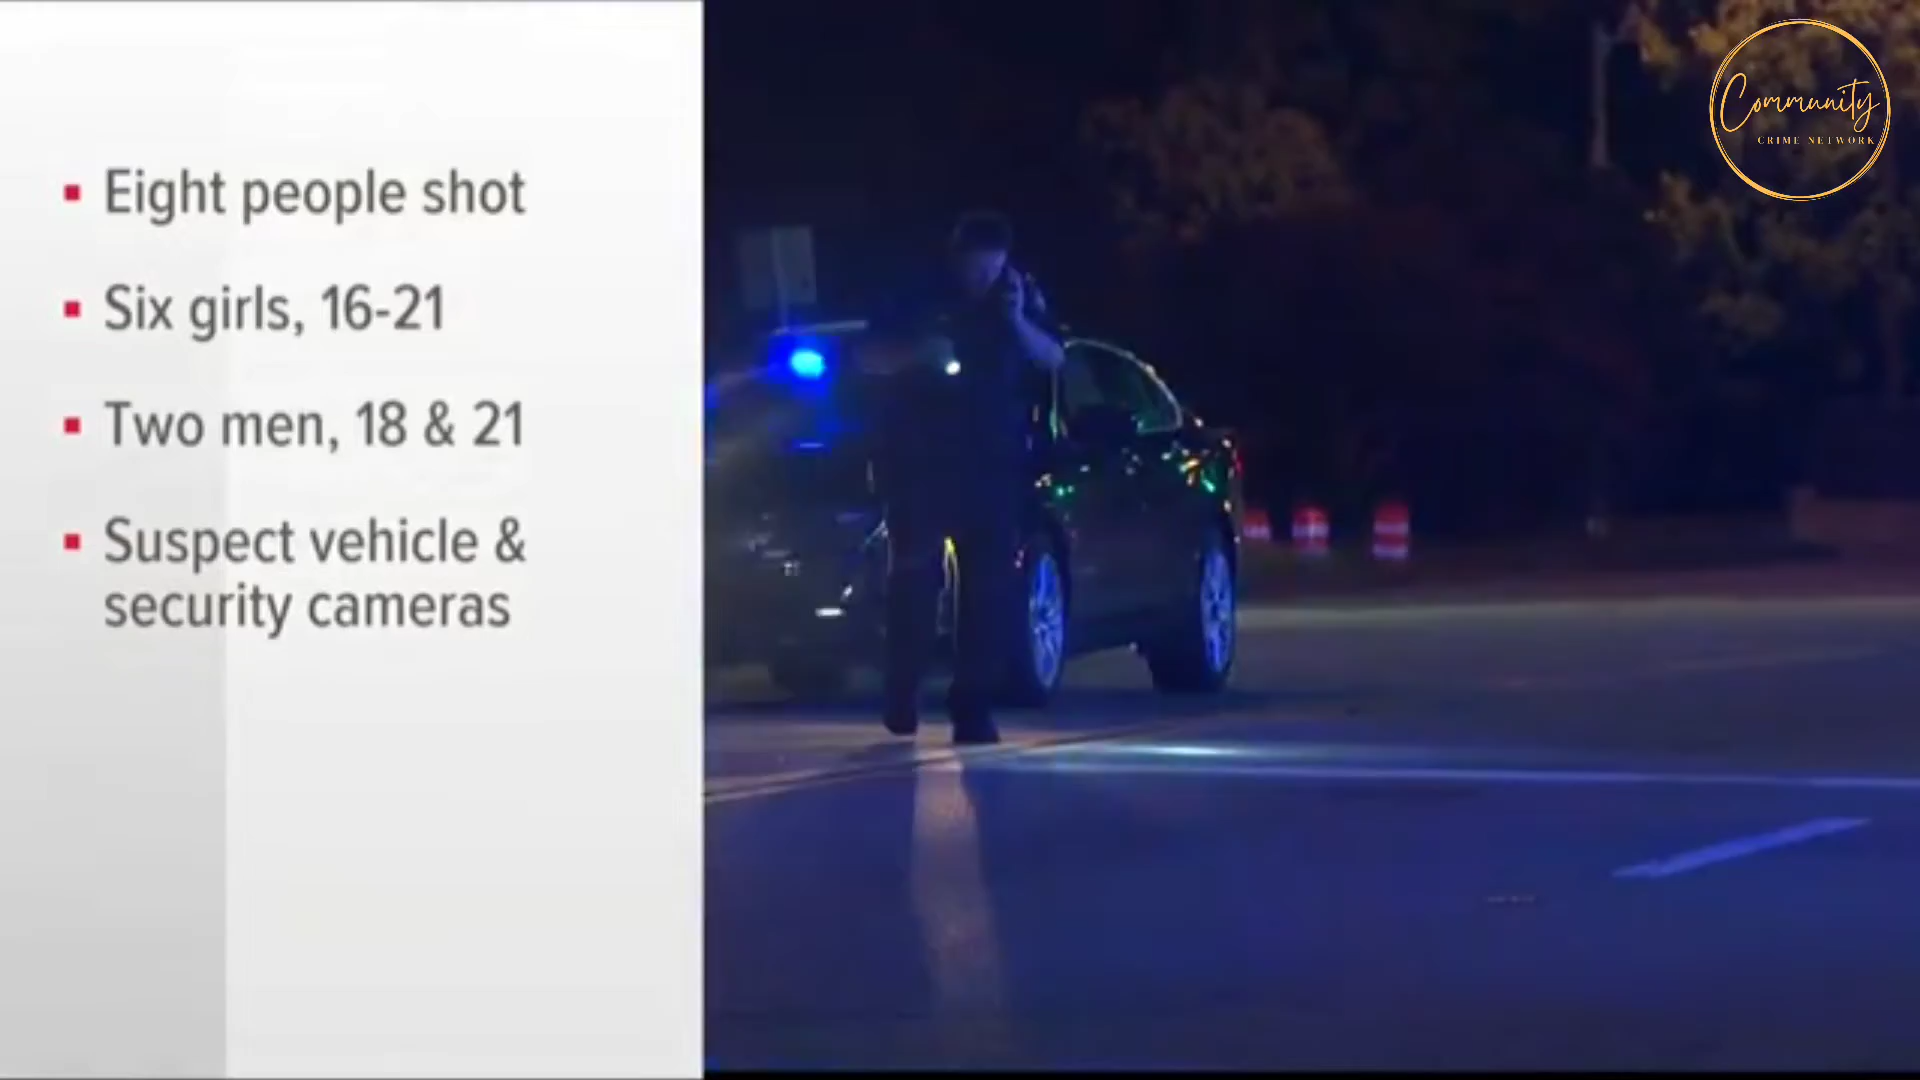 Eight people shot
Six girls, 16-21
Two men, 18 & 21
Suspect vehicle &
security cameras
Community
CRIME NETWORK